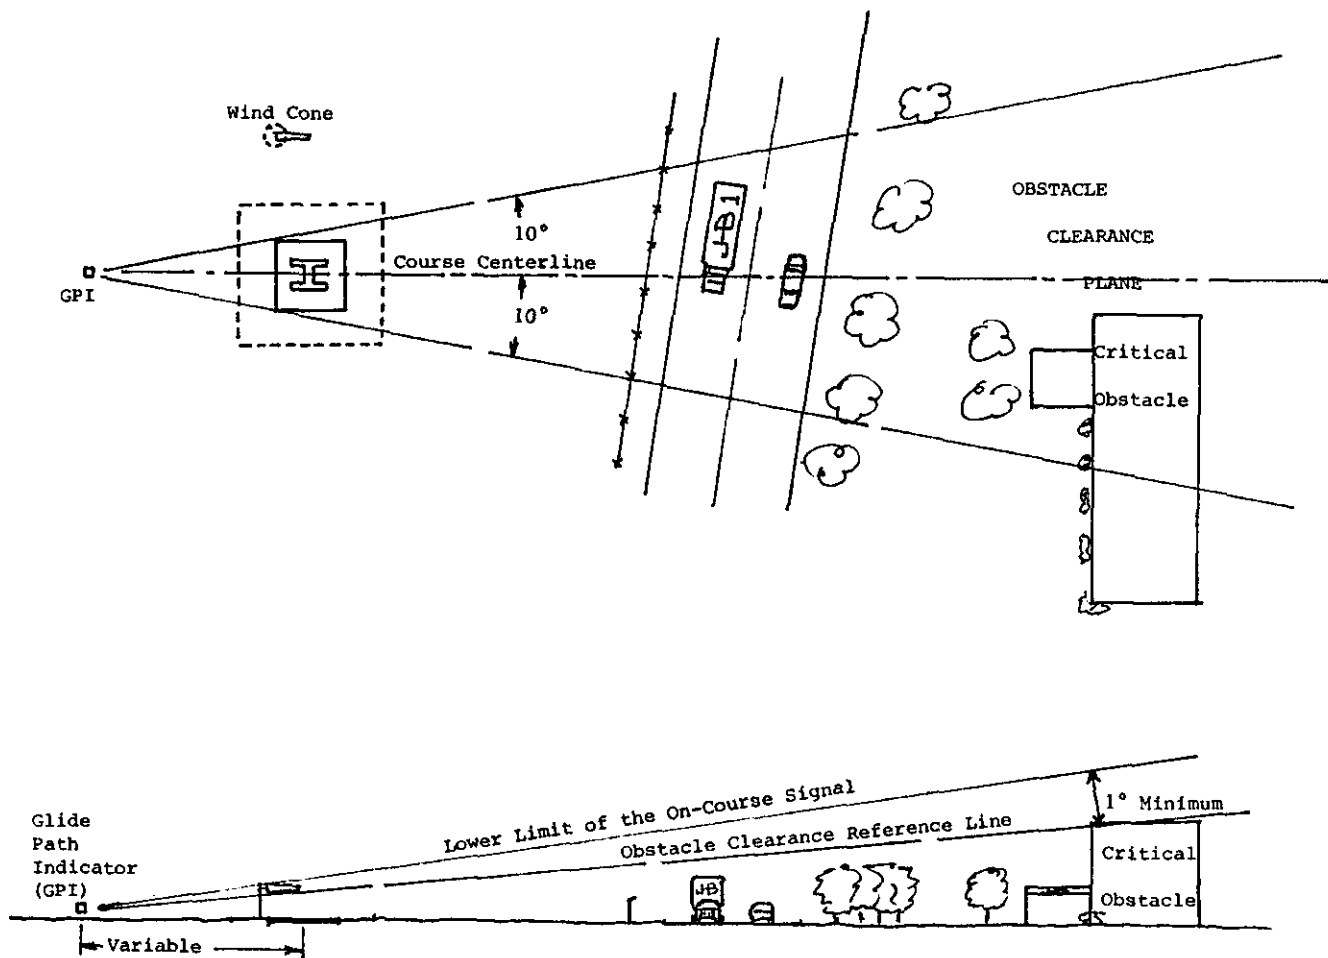 Wind Cone
10°
10°
Course Centerline
H
GPI
JB1
OBSTACLE
CLEARANCE
PLANE
Critical
Obstacle
Glide
Path
Indicator
(GPI)
Lower Limit of the On-Course Signal
Obstacle Clearance Reference Line
1° Minimum
JB
Critical
Obstacle
Variable